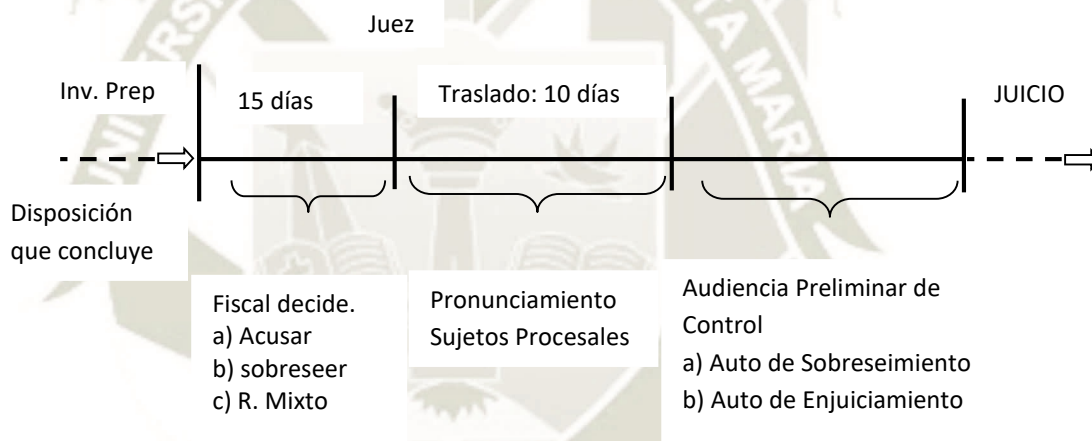 Juez
Inv. Prep
15 días
Traslado: 10 días
JUICIO
Disposición
que concluye
Fiscal decide.
a) Acusar
b) sobreseer
c) R. Mixto
Pronunciamiento
Sujetos Procesales
Audiencia Preliminar de
Control
a) Auto de Sobreseimiento
b) Auto de Enjuiciamiento